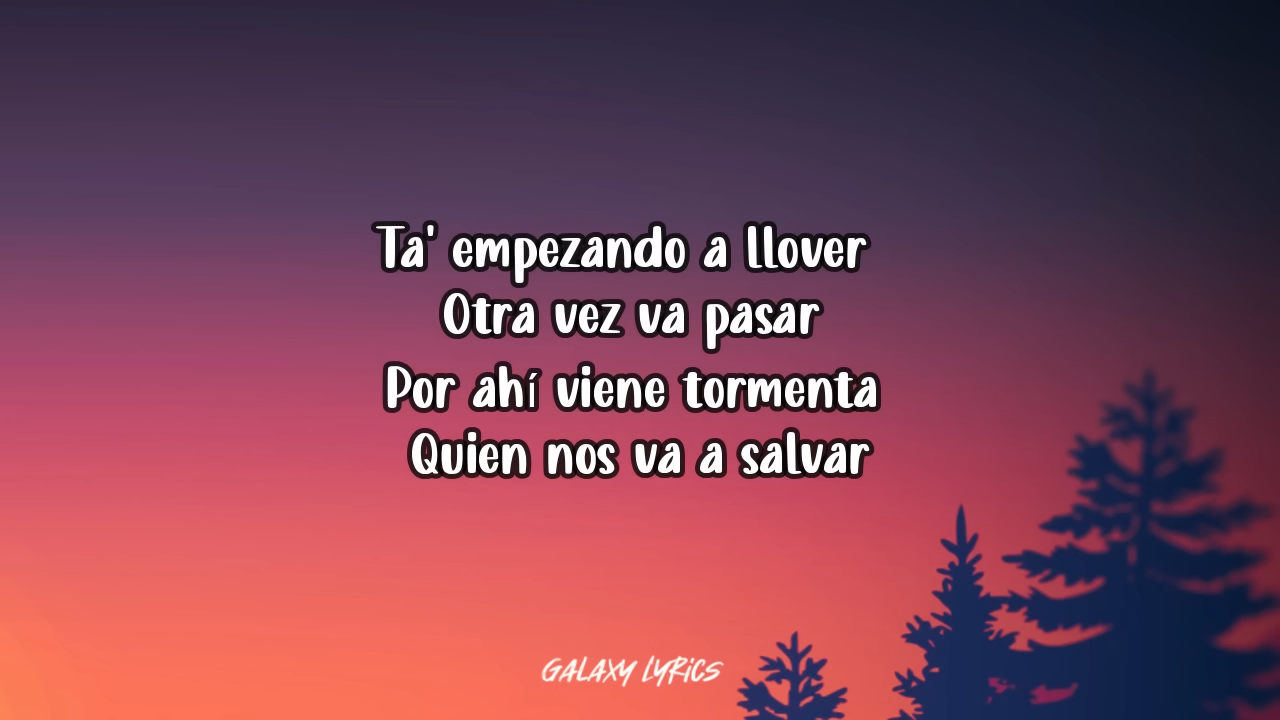 Ta' empezando a llover
Otra vez va pasar
Por ahí viene tormenta
Quien nos va a salvar
GALAXY LYRICS